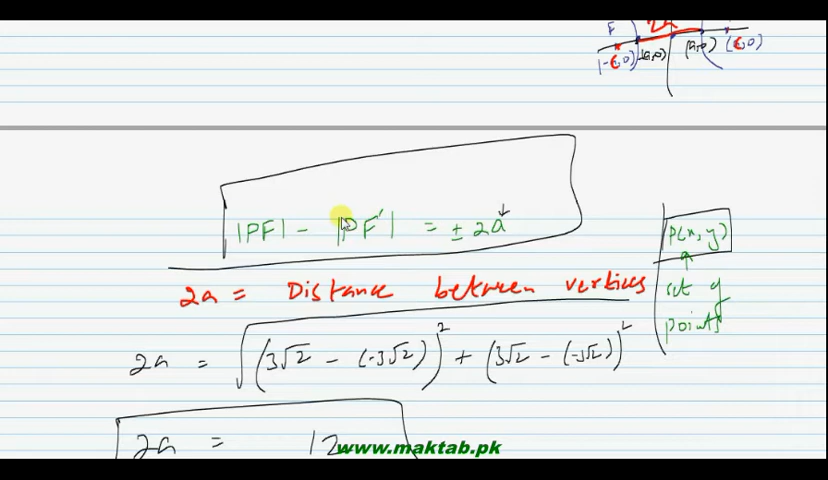 F
2a
(-c,0) (a,0) (c,0)
|PF| - |PF'| = ± 2a
P(x, y)
2a = Distance between vertices
set of
points
2a = √(3√2 - (-3√2))² + (3√2 - (-3√2))²
2a = 12
www.maktab.pk